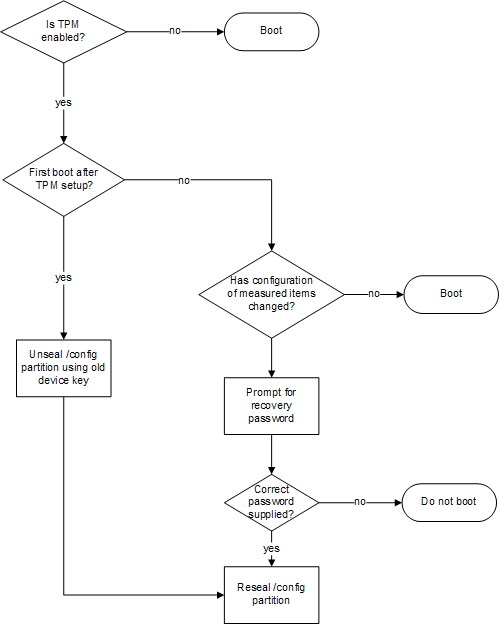 Is TPM
enabled?
no
Boot
yes
First boot after
TPM setup?
no
yes
Has configuration
of measured items
changed?
no
Boot
Unseal /config
partition using old
device key
Prompt for
recovery
password
Correct
password
supplied?
no
Do not boot
yes
Reseal /config
partition